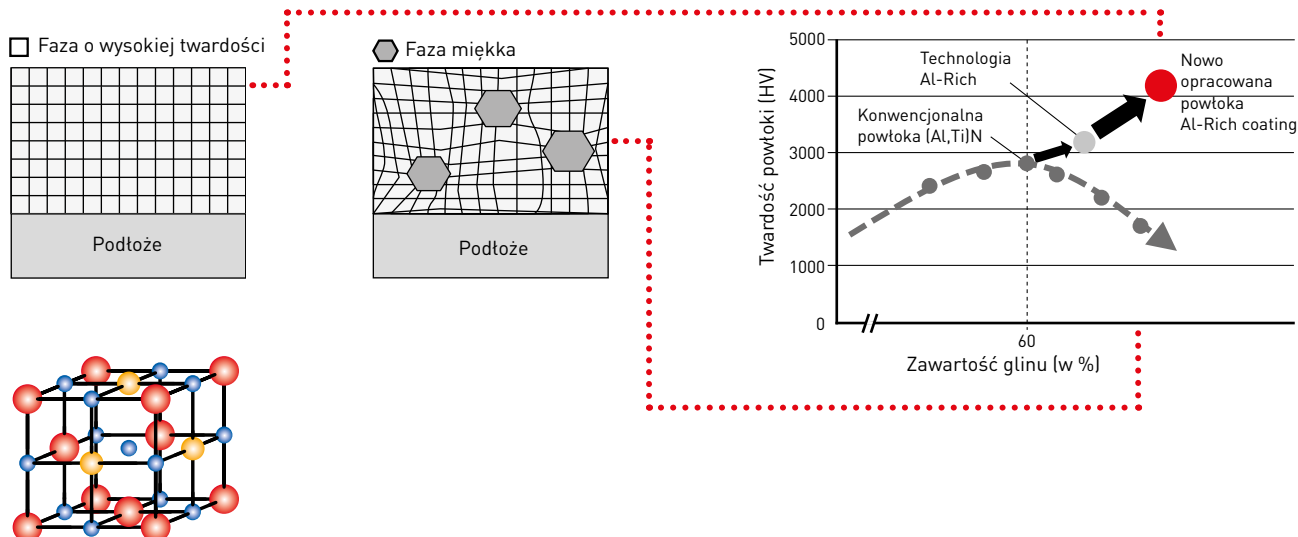 Faza o wysokiej twardości
Podłoże
Faza miękka
Podłoże
Twardość powłoki (HV)
5000
4000
3000
2000
1000
0
Technologia
Al-Rich
Konwencjonalna
powłoka (Al,Ti)N
Nowo
opracowana
powłoka
Al-Rich coating
60
Zawartość glinu (w %)